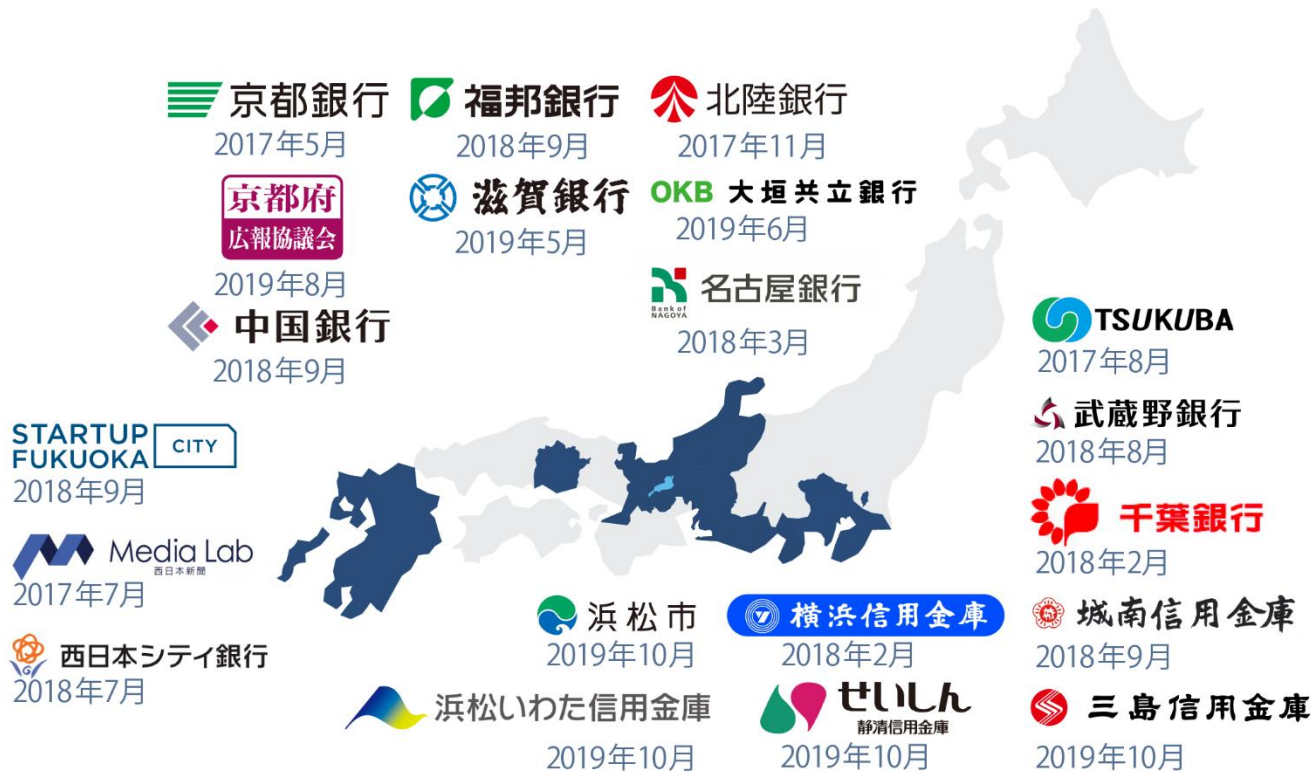 京都銀行
2017年5月
福邦銀行
2018年9月
北陸銀行
2017年11月
京都府
広報協議会
2019年8月
滋賀銀行
2019年5月
OKB 大垣共立銀行
2019年6月
中国銀行
2018年9月
Bank of
NAGOYA
名古屋銀行
2018年3月
STARTUP
FUKUOKA
CITY
2018年9月
Media Lab
西日本新聞
2017年7月
西日本シティ銀行
2018年7月
TSUKUBA
2017年8月
武蔵野銀行
2018年8月
千葉銀行
2018年2月
浜松市
2019年10月
横浜信用金庫
2018年2月
城南信用金庫
2018年9月
浜松いわた信用金庫
2019年10月
せいしん
静清信用金庫
2019年10月
三島信用金庫
2019年10月